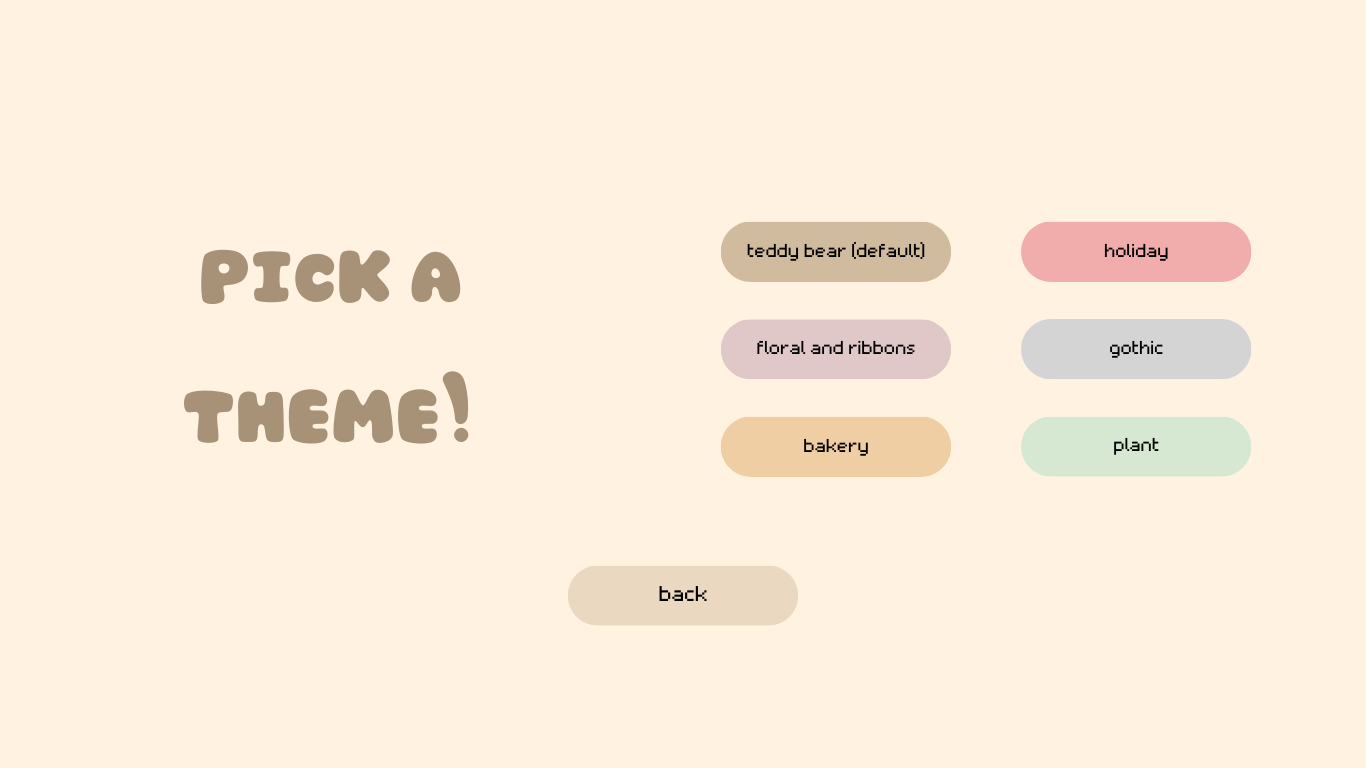 PICK A
THEME!
teddy bear (default)
holiday
floral and ribbons
gothic
bakery
plant
back